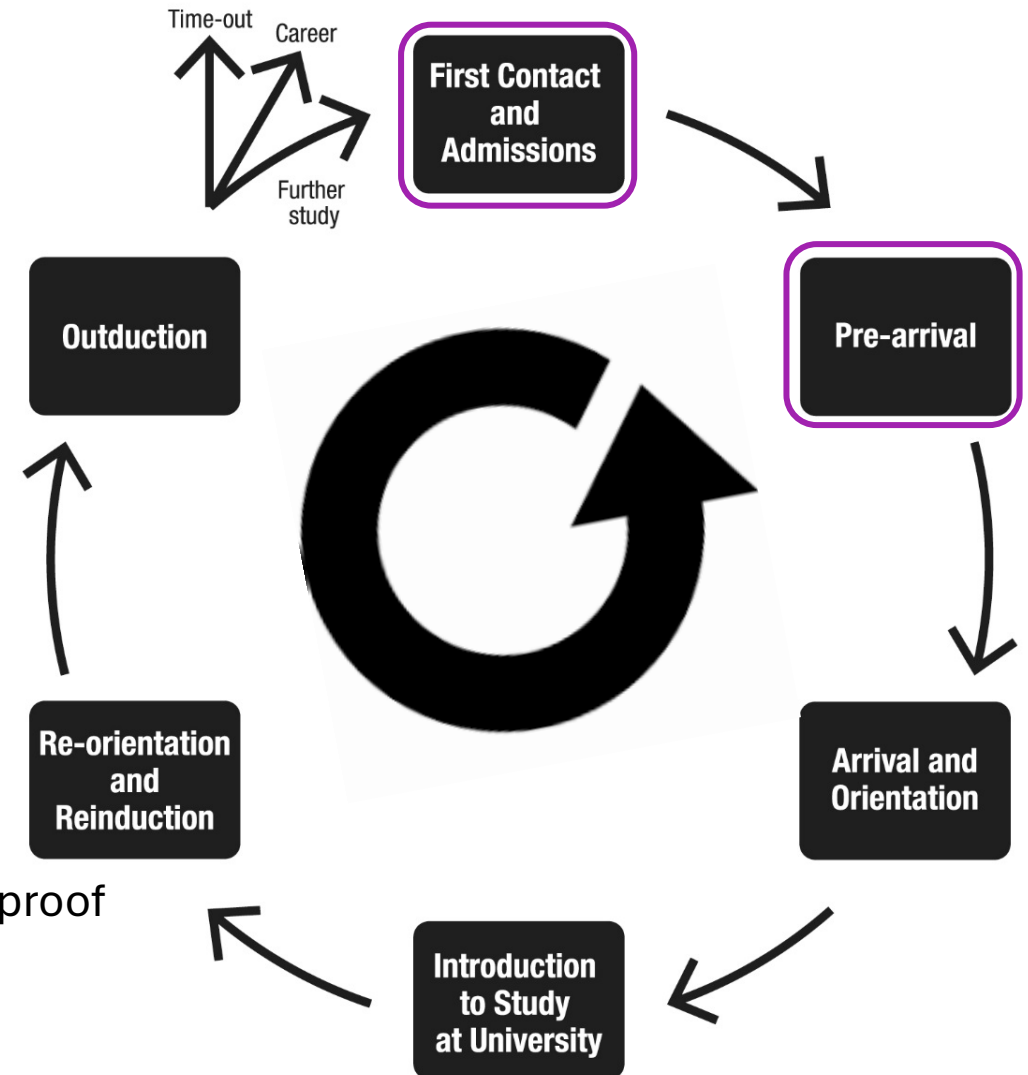 Time-out
Career
Further
study
First Contact
and
Admissions
Pre-arrival
Arrival and
Orientation
Introduction
to Study
at University
Re-orientation
and
Reinduction
Outduction
proof